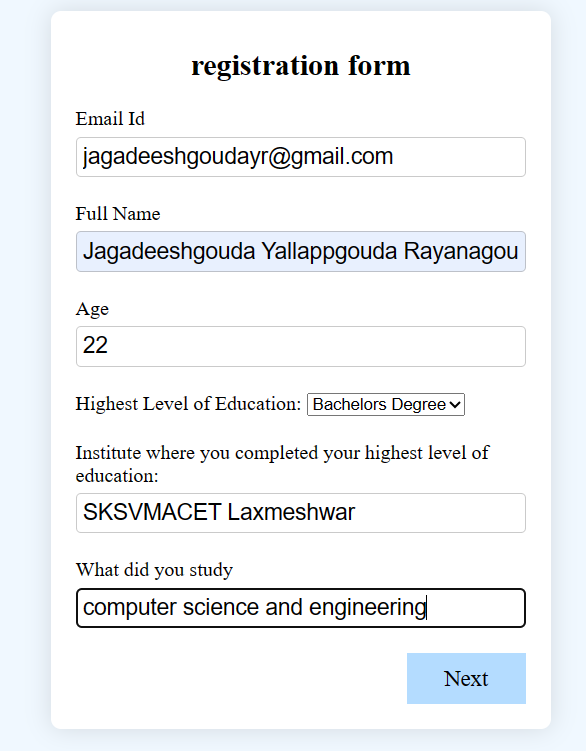 registration form
Email Id
jagadeeshgoudayr@gmail.com
Full Name
Jagadeeshgouda Yallappgouda Rayanagou
Age
22
Highest Level of Education: Bachelors Degree
Institute where you completed your highest level of
education:
SKSVMACET Laxmeshwar
What did you study
computer science and engineering
Next